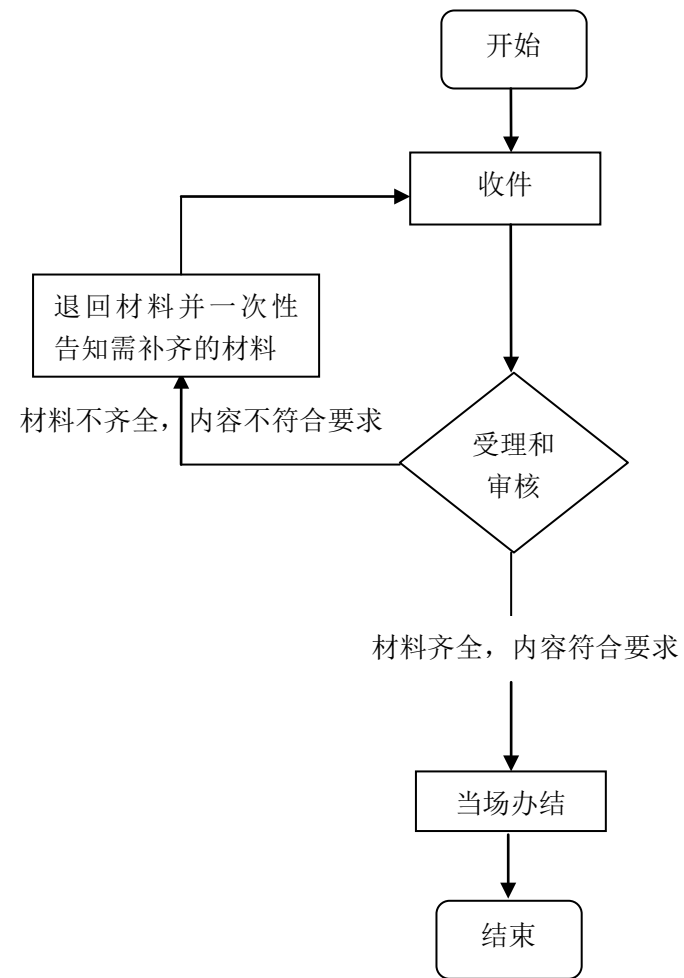 开始
收件
退回材料并一次性
告知需补齐的材料
材料不齐全，内容不符合要求
受理和
审核
材料齐全，内容符合要求
当场办结
结束